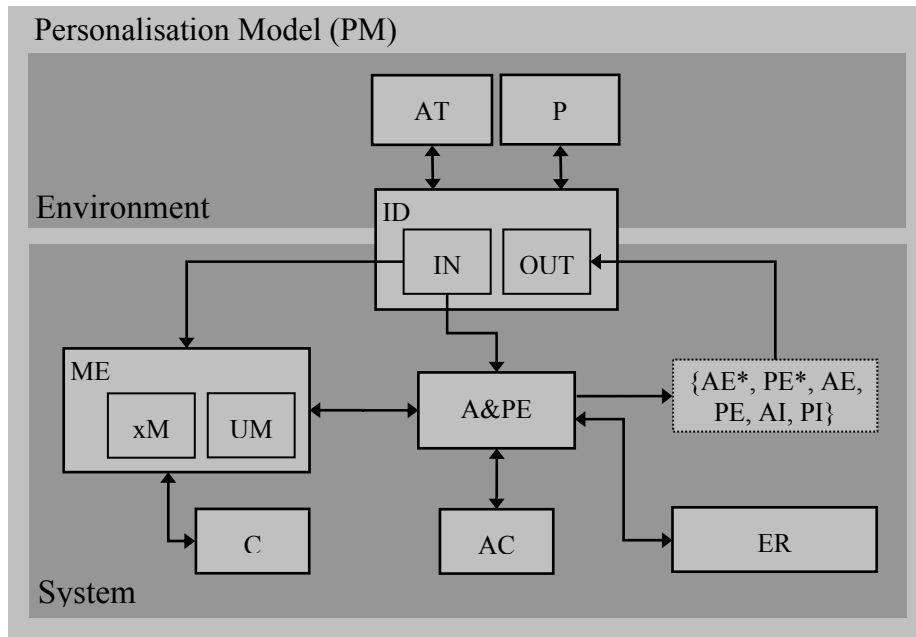 Personalisation Model (PM)
AT
P
Environment
ID
IN
OUT
ME
xM
UM
A&PE
{AE*, PE*, AE,
PE, AI, PI}
C
AC
ER
System